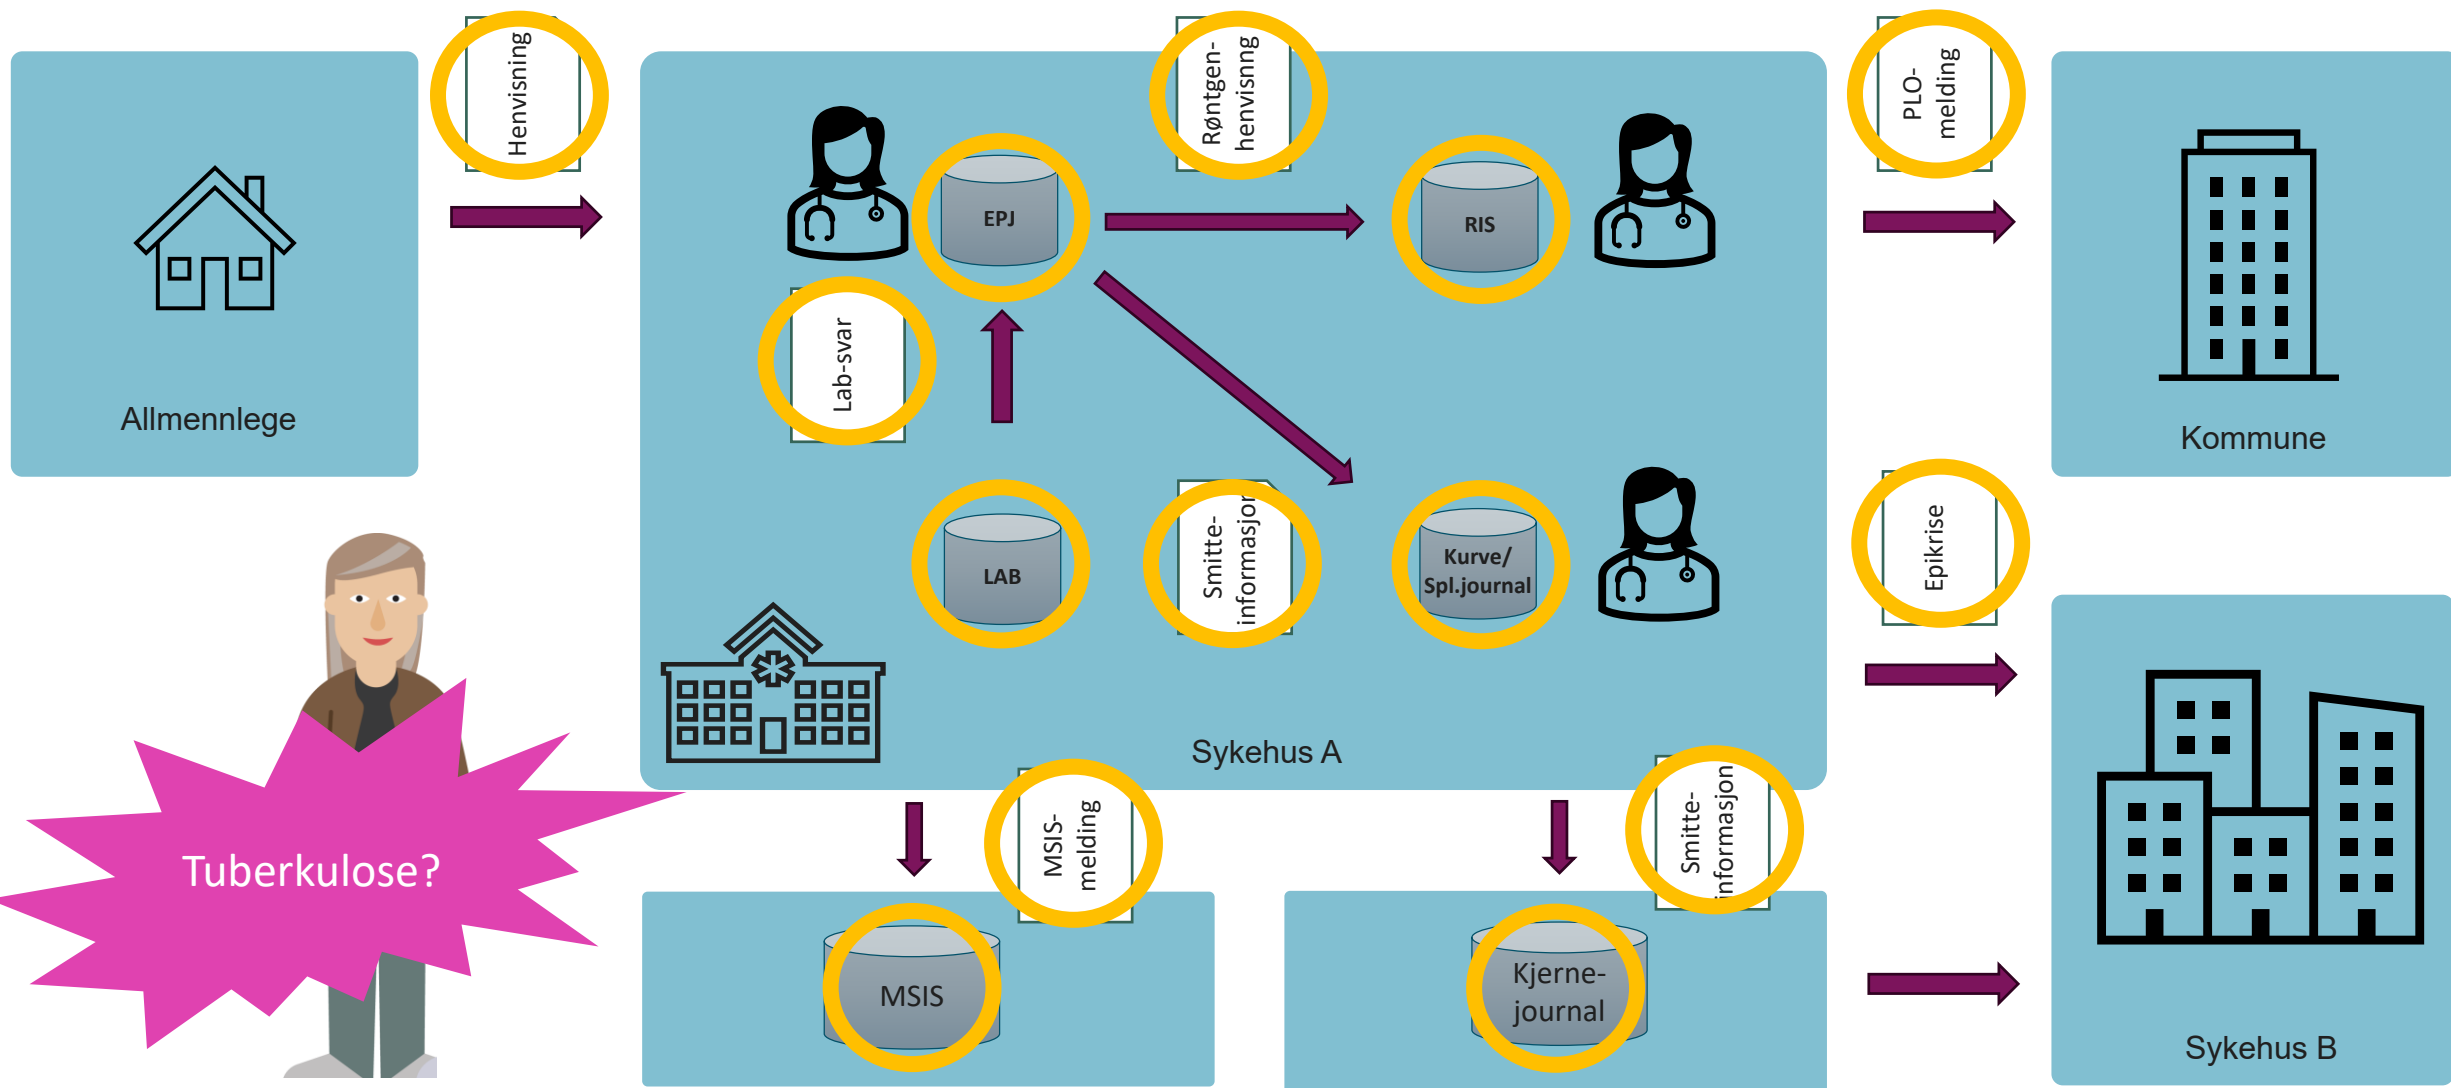 Henvisning
Røntgen-
henvisnng
PLO-
melding
EPJ
RIS
Lab-svar
Allmennlege
Kommune
LAB
Smitte-
informasjon
Kurve/
Spl.journal
Epikrise
Sykehus A
MSIS-
melding
Smitte-
informasjon
Tuberkulose?
MSIS
Kjerne-
journal
Sykehus B